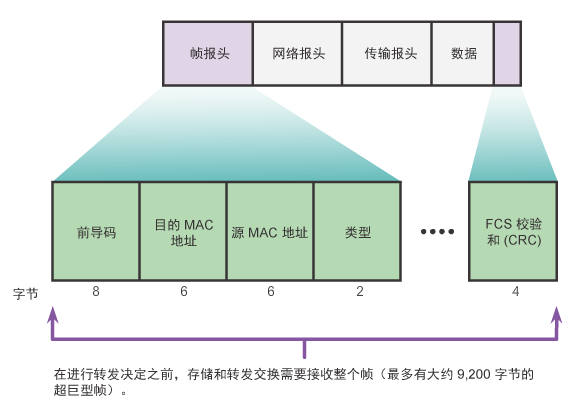 帧报头 网络报头 传输报头 数据
前导码 目的 MAC 地址 源 MAC 地址 类型 FCS 校验和 (CRC)
字节 8 6 6 2 4
在进行转发决定之前，存储和转发交换需要接收整个帧（最多有大约 9,200 字节的
超巨型帧）。